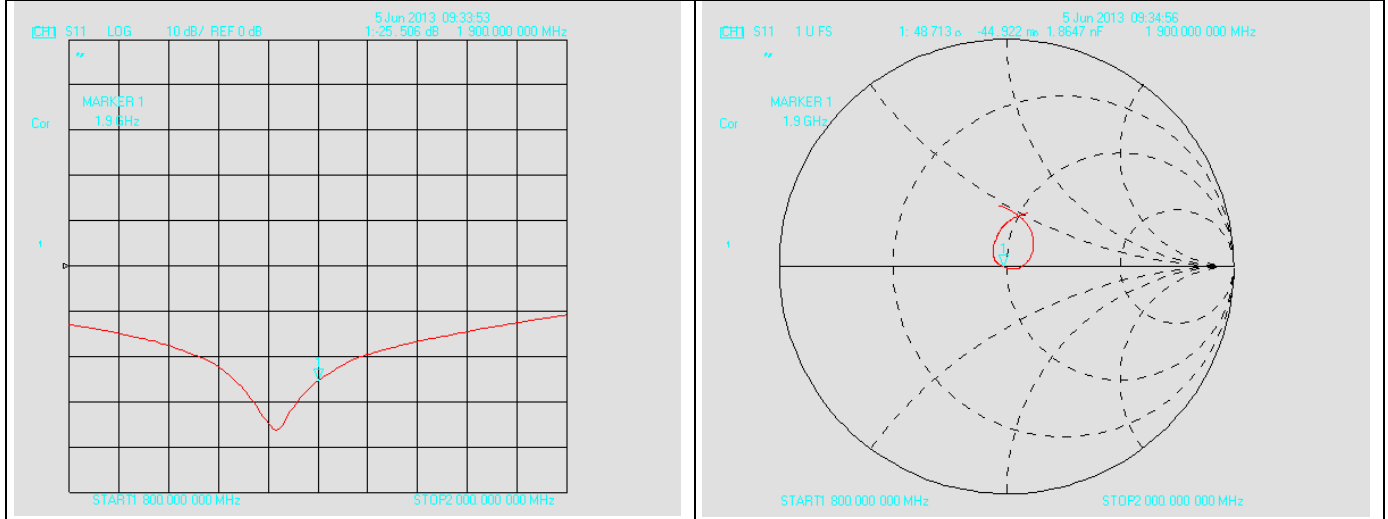 5 Jun 2013 09:33:53
CH1 S11 LOG 10 dB/ REF 0 dB 1:-25.506 dB 1 900.000 000 MHz
MARKER 1
1.9 GHz
Cor
1
1
START1 800.000 000 MHz STOP2 000.000 000 MHz
5 Jun 2013 09:34:56
CH1 S11 1 U FS 1: 48.713 -44.922 1.8647 nF 1 900.000 000 MHz
MARKER 1
1.9 GHz
Cor
1
1
START1 800.000 000 MHz STOP2 000.000 000 MHz